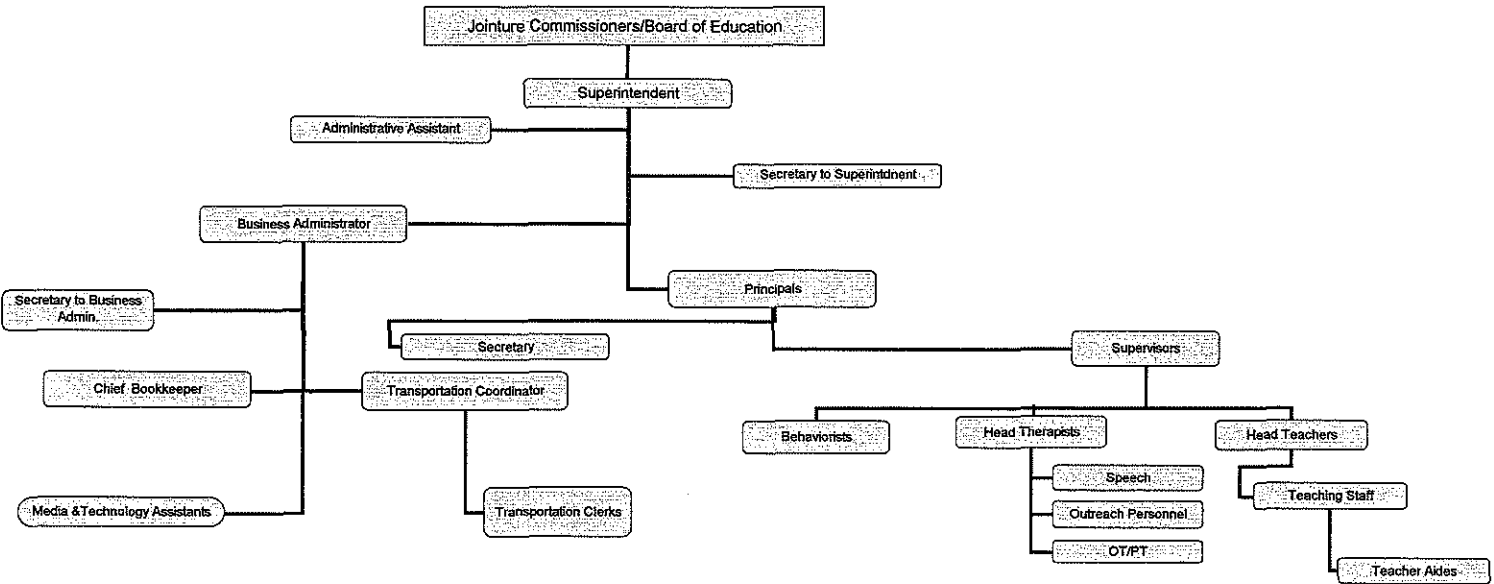 Jointure Commissioners/Board of Education
Superintendent
Administrative Assistant
Secretary to Superintdnent
Business Administrator
Principals
Secretary to Business
Admin.
Secretary
Supervisors
Chief Bookkeeper
Transportation Coordinator
Behaviorists
Head Therapists
Head Teachers
Speech
Teaching Staff
Media &Technology Assistants
Transportation Clerks
Outreach Personnel
OT/PT
Teacher Aides